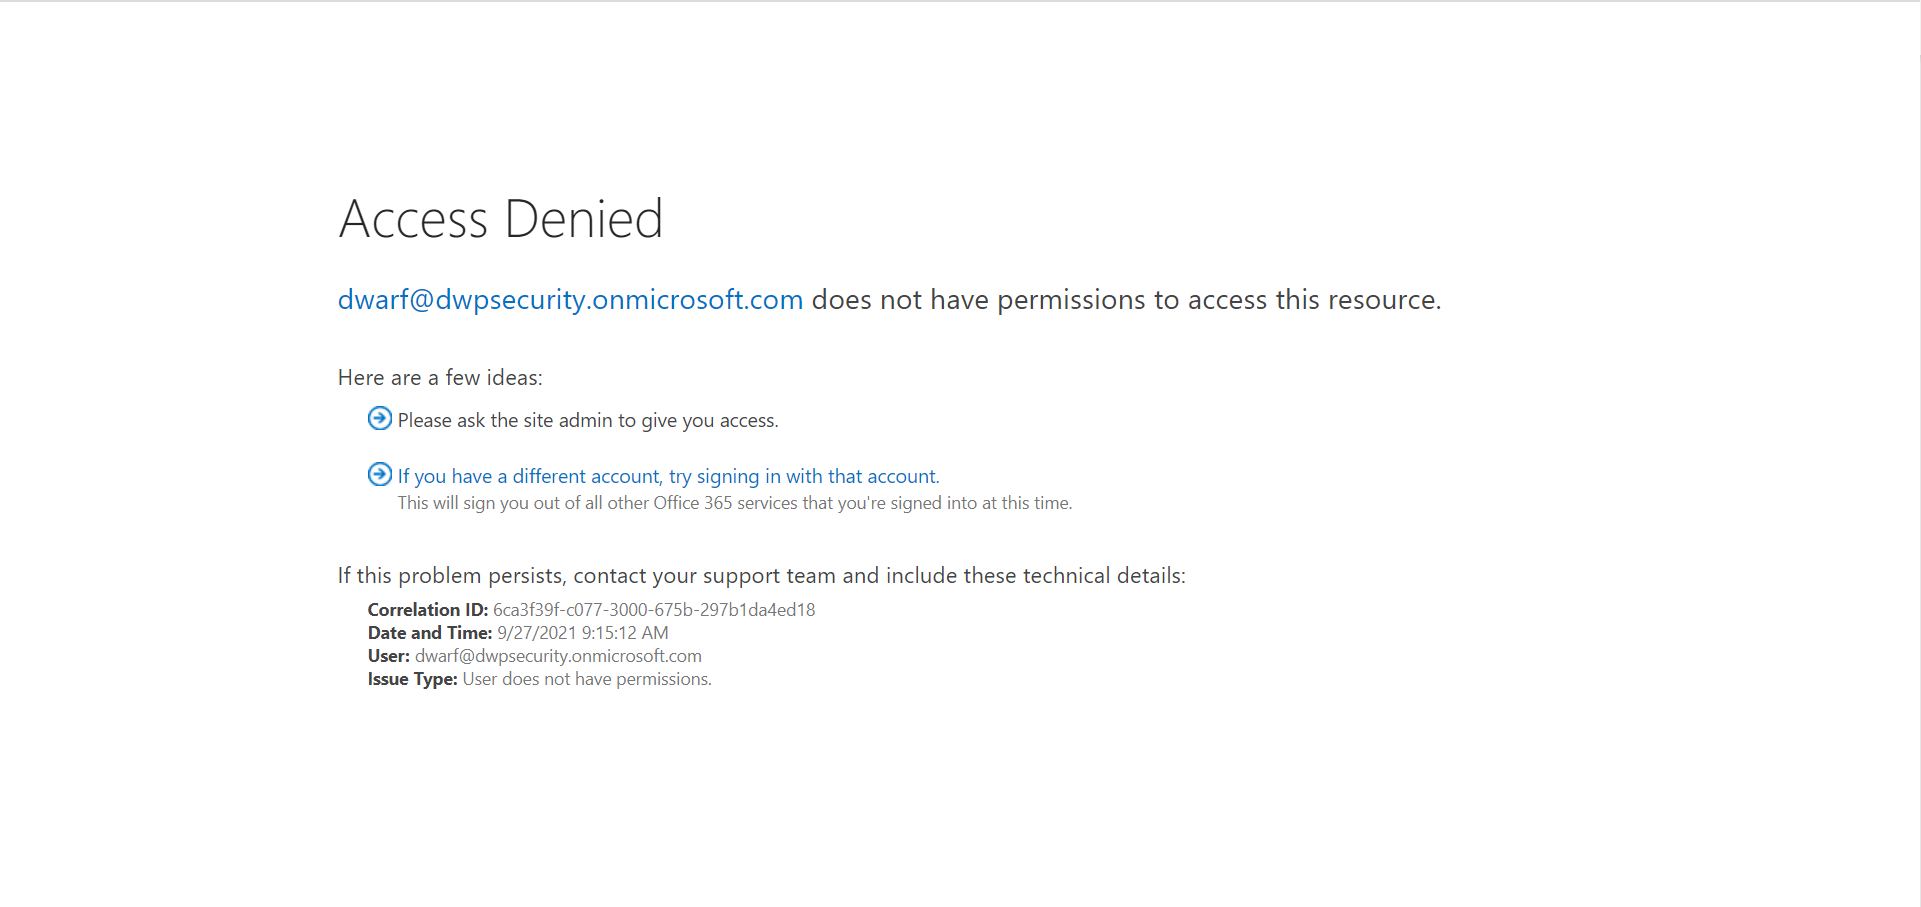 Access Denied
dwarf@dwpsecurity.onmicrosoft.com does not have permissions to access this resource.
Here are a few ideas:
Please ask the site admin to give you access.
If you have a different account, try signing in with that account.
This will sign you out of all other Office 365 services that you're signed into at this time.
If this problem persists, contact your support team and include these technical details:
Correlation ID: 6ca3f39f-c077-3000-675b-297b1da4ed18
Date and Time: 9/27/2021 9:15:12 AM
User: dwarf@dwpsecurity.onmicrosoft.com
Issue Type: User does not have permissions.